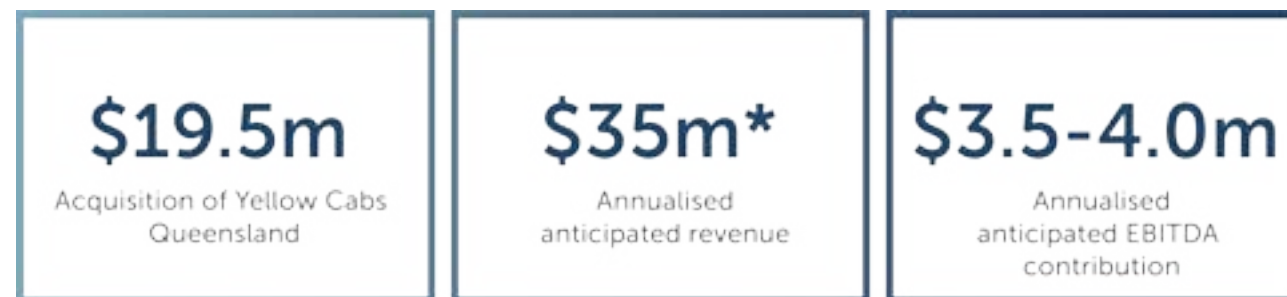 $19.5m
Acquisition of Yellow Cabs
Queensland
$35m*
Annualised
anticipated revenue
$3.5-4.0m
Annualised
anticipated EBITDA
contribution